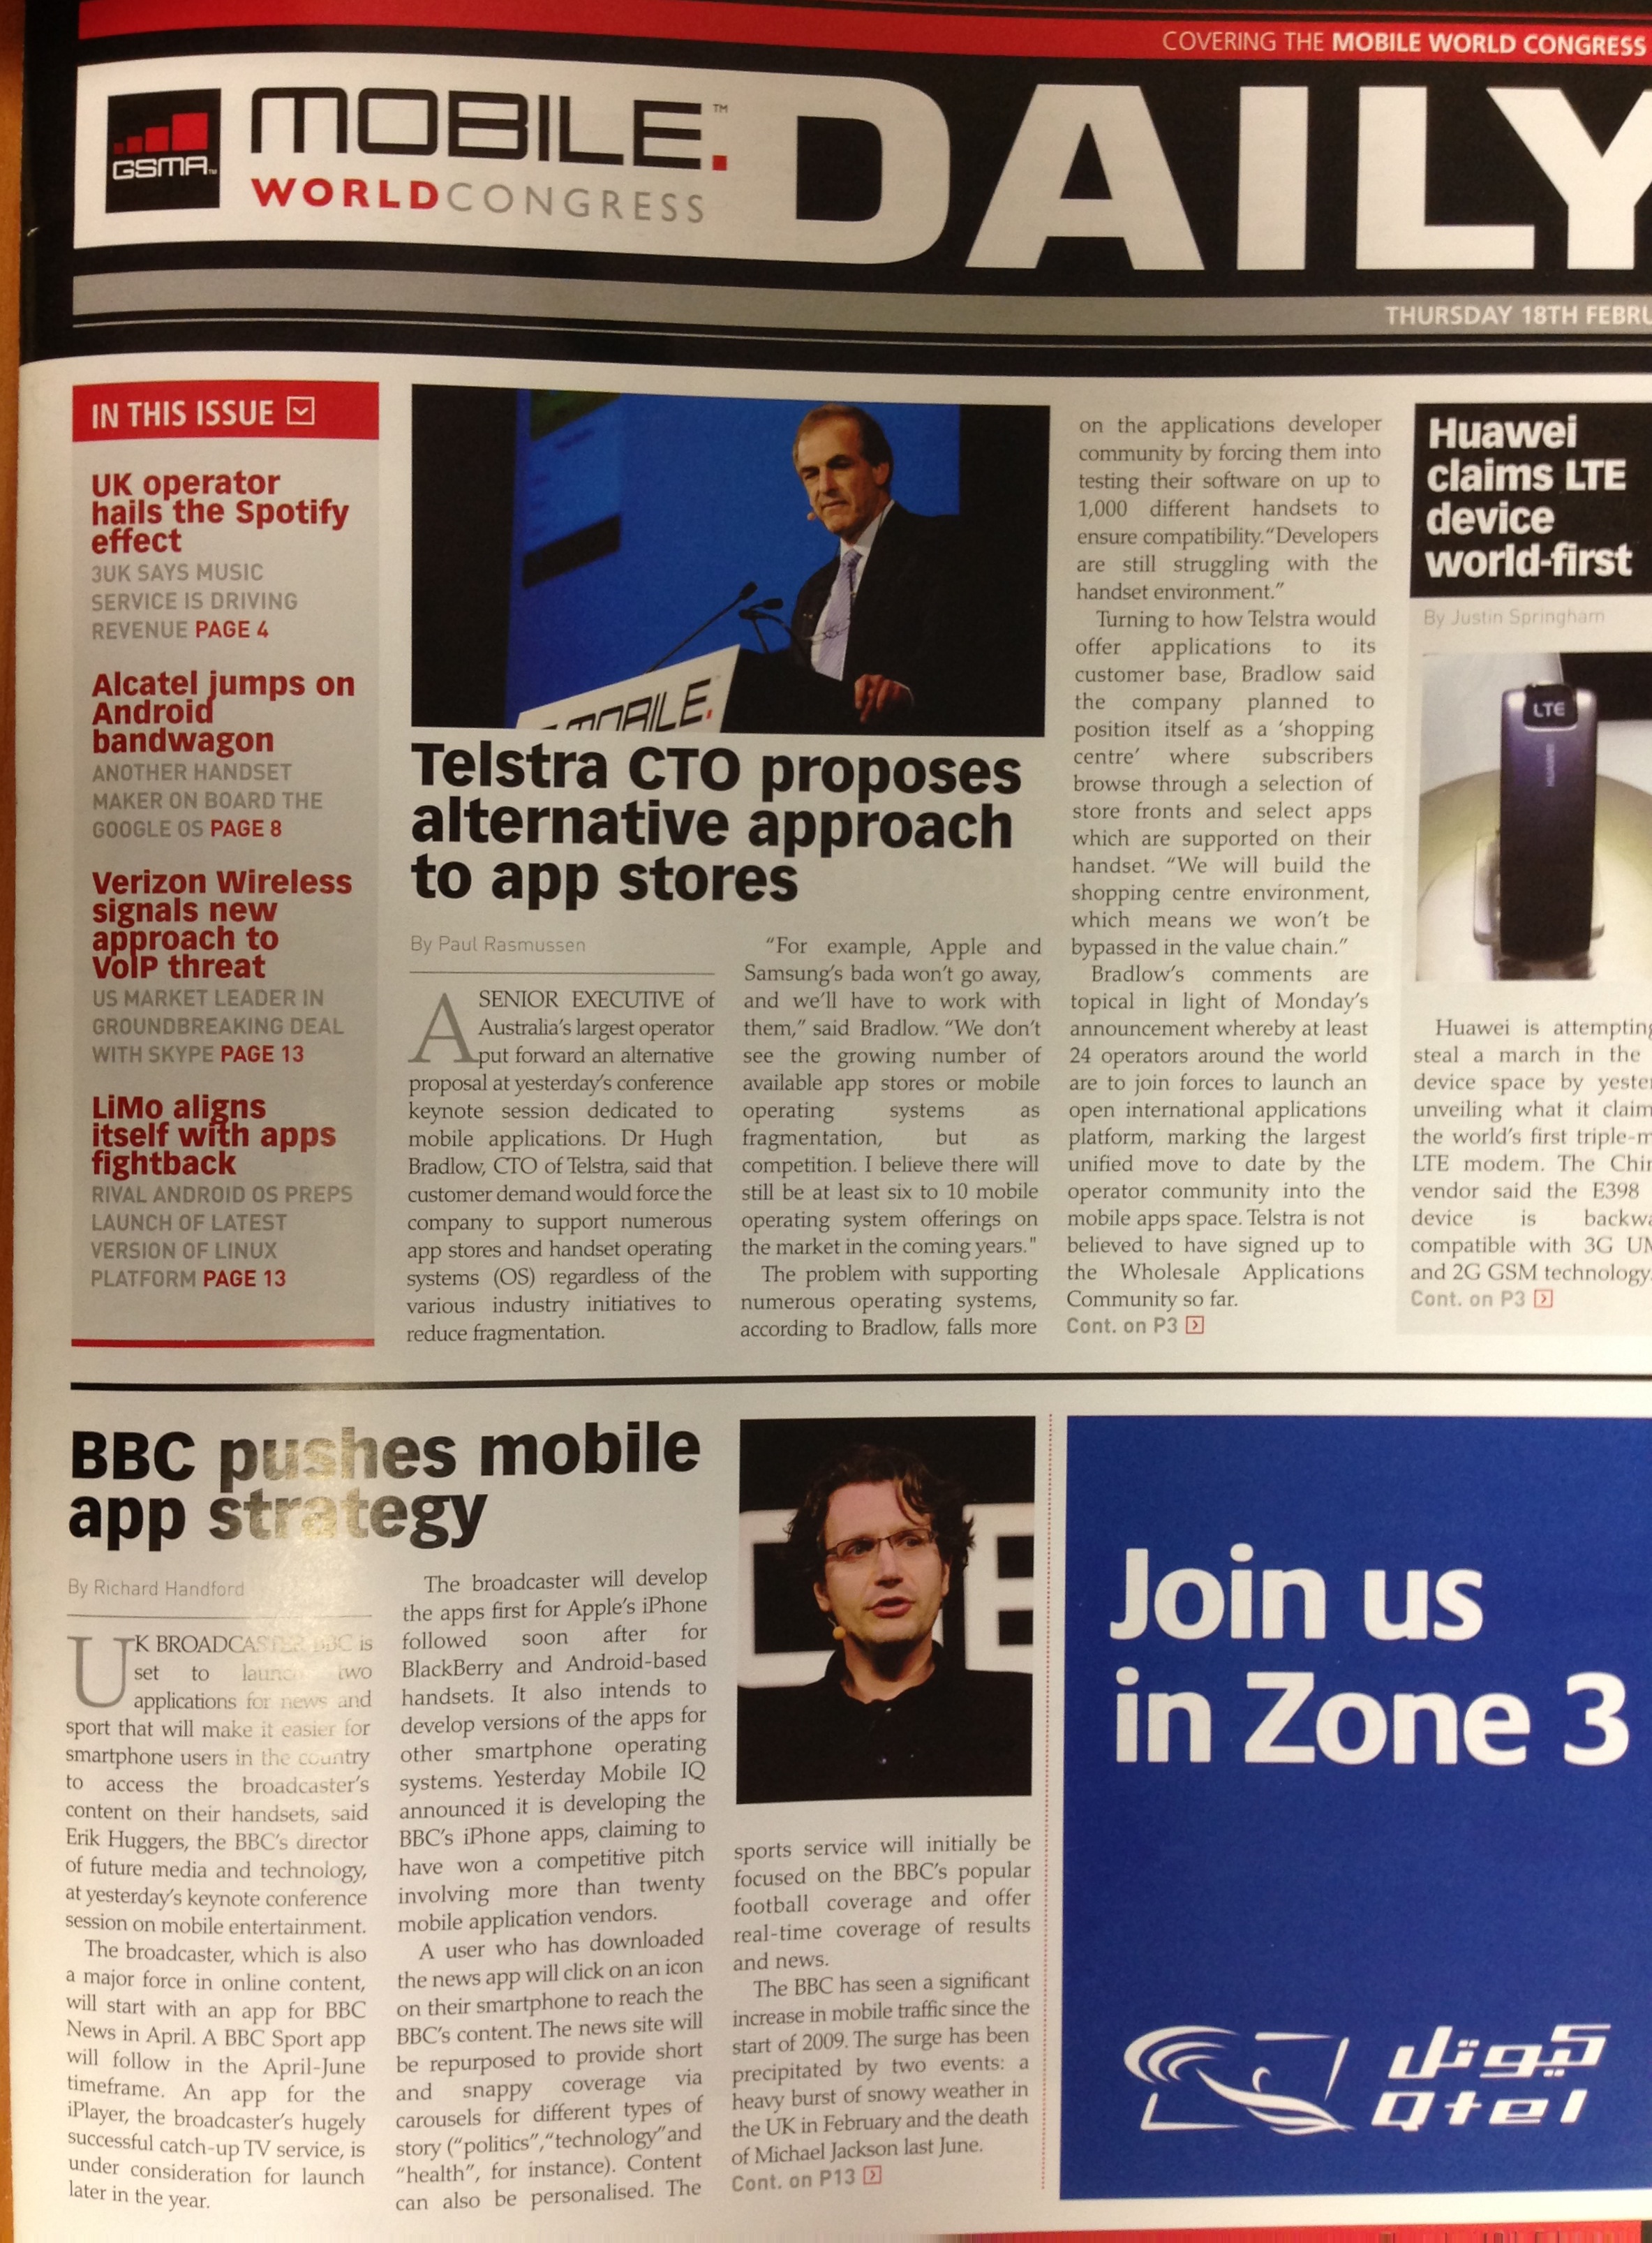 COVERING THE MOBILE WORLD CONGRESS
GSMA™
MOBILE.™
WORLDCONGRESS
DAILY
THURSDAY 18TH
IN THIS ISSUE
UK operator
hails the Spotify
effect
3UK SAYS MUSIC
SERVICE IS DRIVING
REVENUE PAGE 4
Alcatel jumps on
Android
bandwagon
ANOTHER HANDSET
MAKER ON BOARD THE
GOOGLE OS PAGE 8
Verizon Wireless
signals new
approach to
VoIP threat
US MARKET LEADER IN
GROUNDBREAKING DEAL
WITH SKYPE PAGE 13
LiMo aligns
itself with apps
fightback
RIVAL ANDROID OS PREPS
LAUNCH OF LATEST
VERSION OF LINUX
PLATFORM PAGE 13
MOBILE.
Telstra CTO proposes
alternative approach
to app stores
By Paul Rasmussen
A SENIOR EXECUTIVE of
Australia's largest operator
put forward an alternative
proposal at yesterday's conference
keynote session dedicated to
mobile applications. Dr Hugh
Bradlow, CTO of Telstra, said that
customer demand would force the
company to support numerous
app stores and handset operating
systems (OS) regardless of the
various industry initiatives to
reduce fragmentation.
"For example, Apple and
Samsung's bada won't go away,
and we'll have to work with
them," said Bradlow. "We don't
see the growing number of
available app stores or mobile
operating systems as
fragmentation, but as
competition. I believe there will
still be at least six to 10 mobile
operating system offerings on
the market in the coming years."
The problem with supporting
numerous operating systems,
according to Bradlow, falls more
on the applications developer
community by forcing them into
testing their software on up to
1,000 different handsets to
ensure compatibility. "Developers
are still struggling with the
handset environment."
Turning to how Telstra would
offer applications to its
customer base, Bradlow said
the company planned to
position itself as a 'shopping
centre' where subscribers
browse through a selection of
store fronts and select apps
which are supported on their
handset. "We will build the
shopping centre environment,
which means we won't be
bypassed in the value chain."
Bradlow's comments are
topical in light of Monday's
announcement whereby at least
24 operators around the world
are to join forces to launch an
open international applications
platform, marking the largest
unified move to date by the
operator community into the
mobile apps space. Telstra is not
believed to have signed up to
the Wholesale Applications
Community so far.
Cont. on P3
Huawei
claims LTE
device
world-first
By Justin Springham
LTE
HUAWEI
Huawei is attempting
steal a march in the
device space by
unveiling what it
the world's first
LTE modem. The
vendor said the E398
device is
compatible with 3G
and 2G GSM technology.
Cont. on P3
BBC pushes mobile
app strategy
By Richard Handford
UK BROADCASTER BBC is
set to launch two
applications for news and
sport that will make it easier for
smartphone users in the country
to access the broadcaster's
content on their handsets, said
Erik Huggers, the BBC's director
of future media and technology,
at yesterday's keynote conference
session on mobile entertainment.
The broadcaster, which is also
a major force in online content,
will start with an app for BBC
News in April. A BBC Sport app
will follow in the April-June
timeframe. An app for the
iPlayer, the broadcaster's hugely
successful catch-up TV service, is
under consideration for launch
later in the year.
The broadcaster will develop
the apps first for Apple's iPhone
followed soon after for
BlackBerry and Android-based
handsets. It also intends to
develop versions of the apps for
other smartphone operating
systems. Yesterday Mobile IQ
announced it is developing the
BBC's iPhone apps, claiming to
have won a competitive pitch
involving more than twenty
mobile application vendors.
A user who has downloaded
the news app will click on an icon
on their smartphone to reach the
BBC's content. The news site will
be repurposed to provide short
and snappy coverage via
carousels for different types of
story ("politics", "technology" and
"health", for instance). Content
can also be personalised. The
sports service will initially be
focused on the BBC's popular
football coverage and offer
real-time coverage of results
and news.
The BBC has seen a significant
increase in mobile traffic since the
start of 2009. The surge has been
precipitated by two events: a
heavy burst of snowy weather in
the UK in February and the death
of Michael Jackson last June.
Cont. on P13
Join us
in Zone 3
كيوتل
Qtel